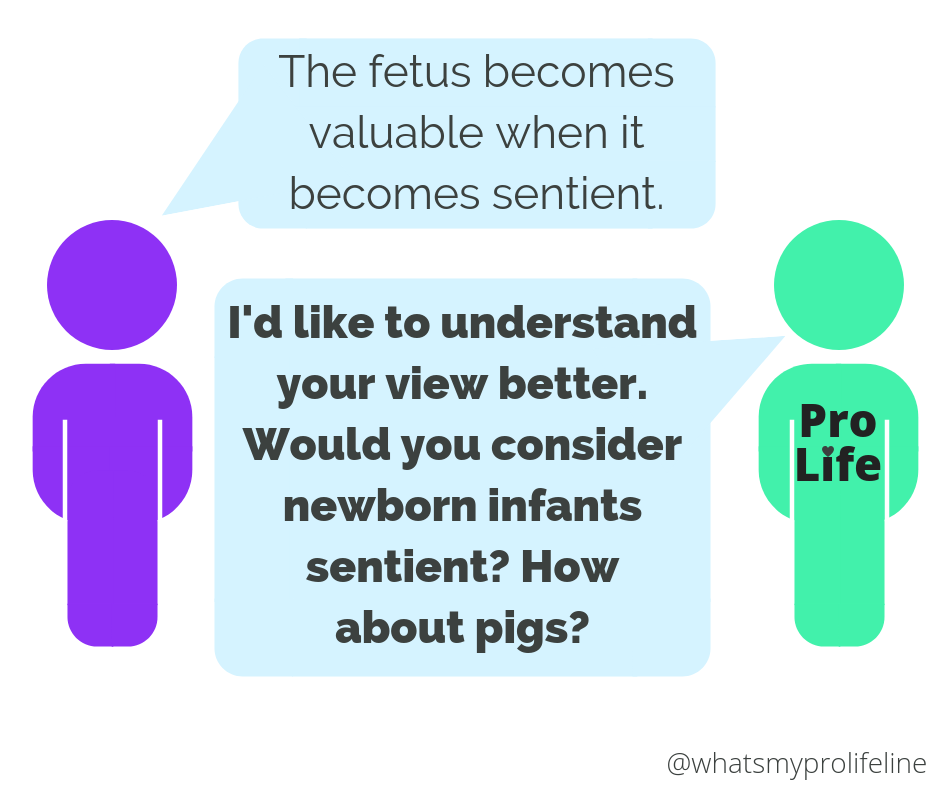 The fetus becomes
valuable when it
becomes sentient.
I'd like to understand
your view better.
Would you consider
newborn infants
sentient? How
about pigs?
Pro
Life
@whatsmyprolifeline